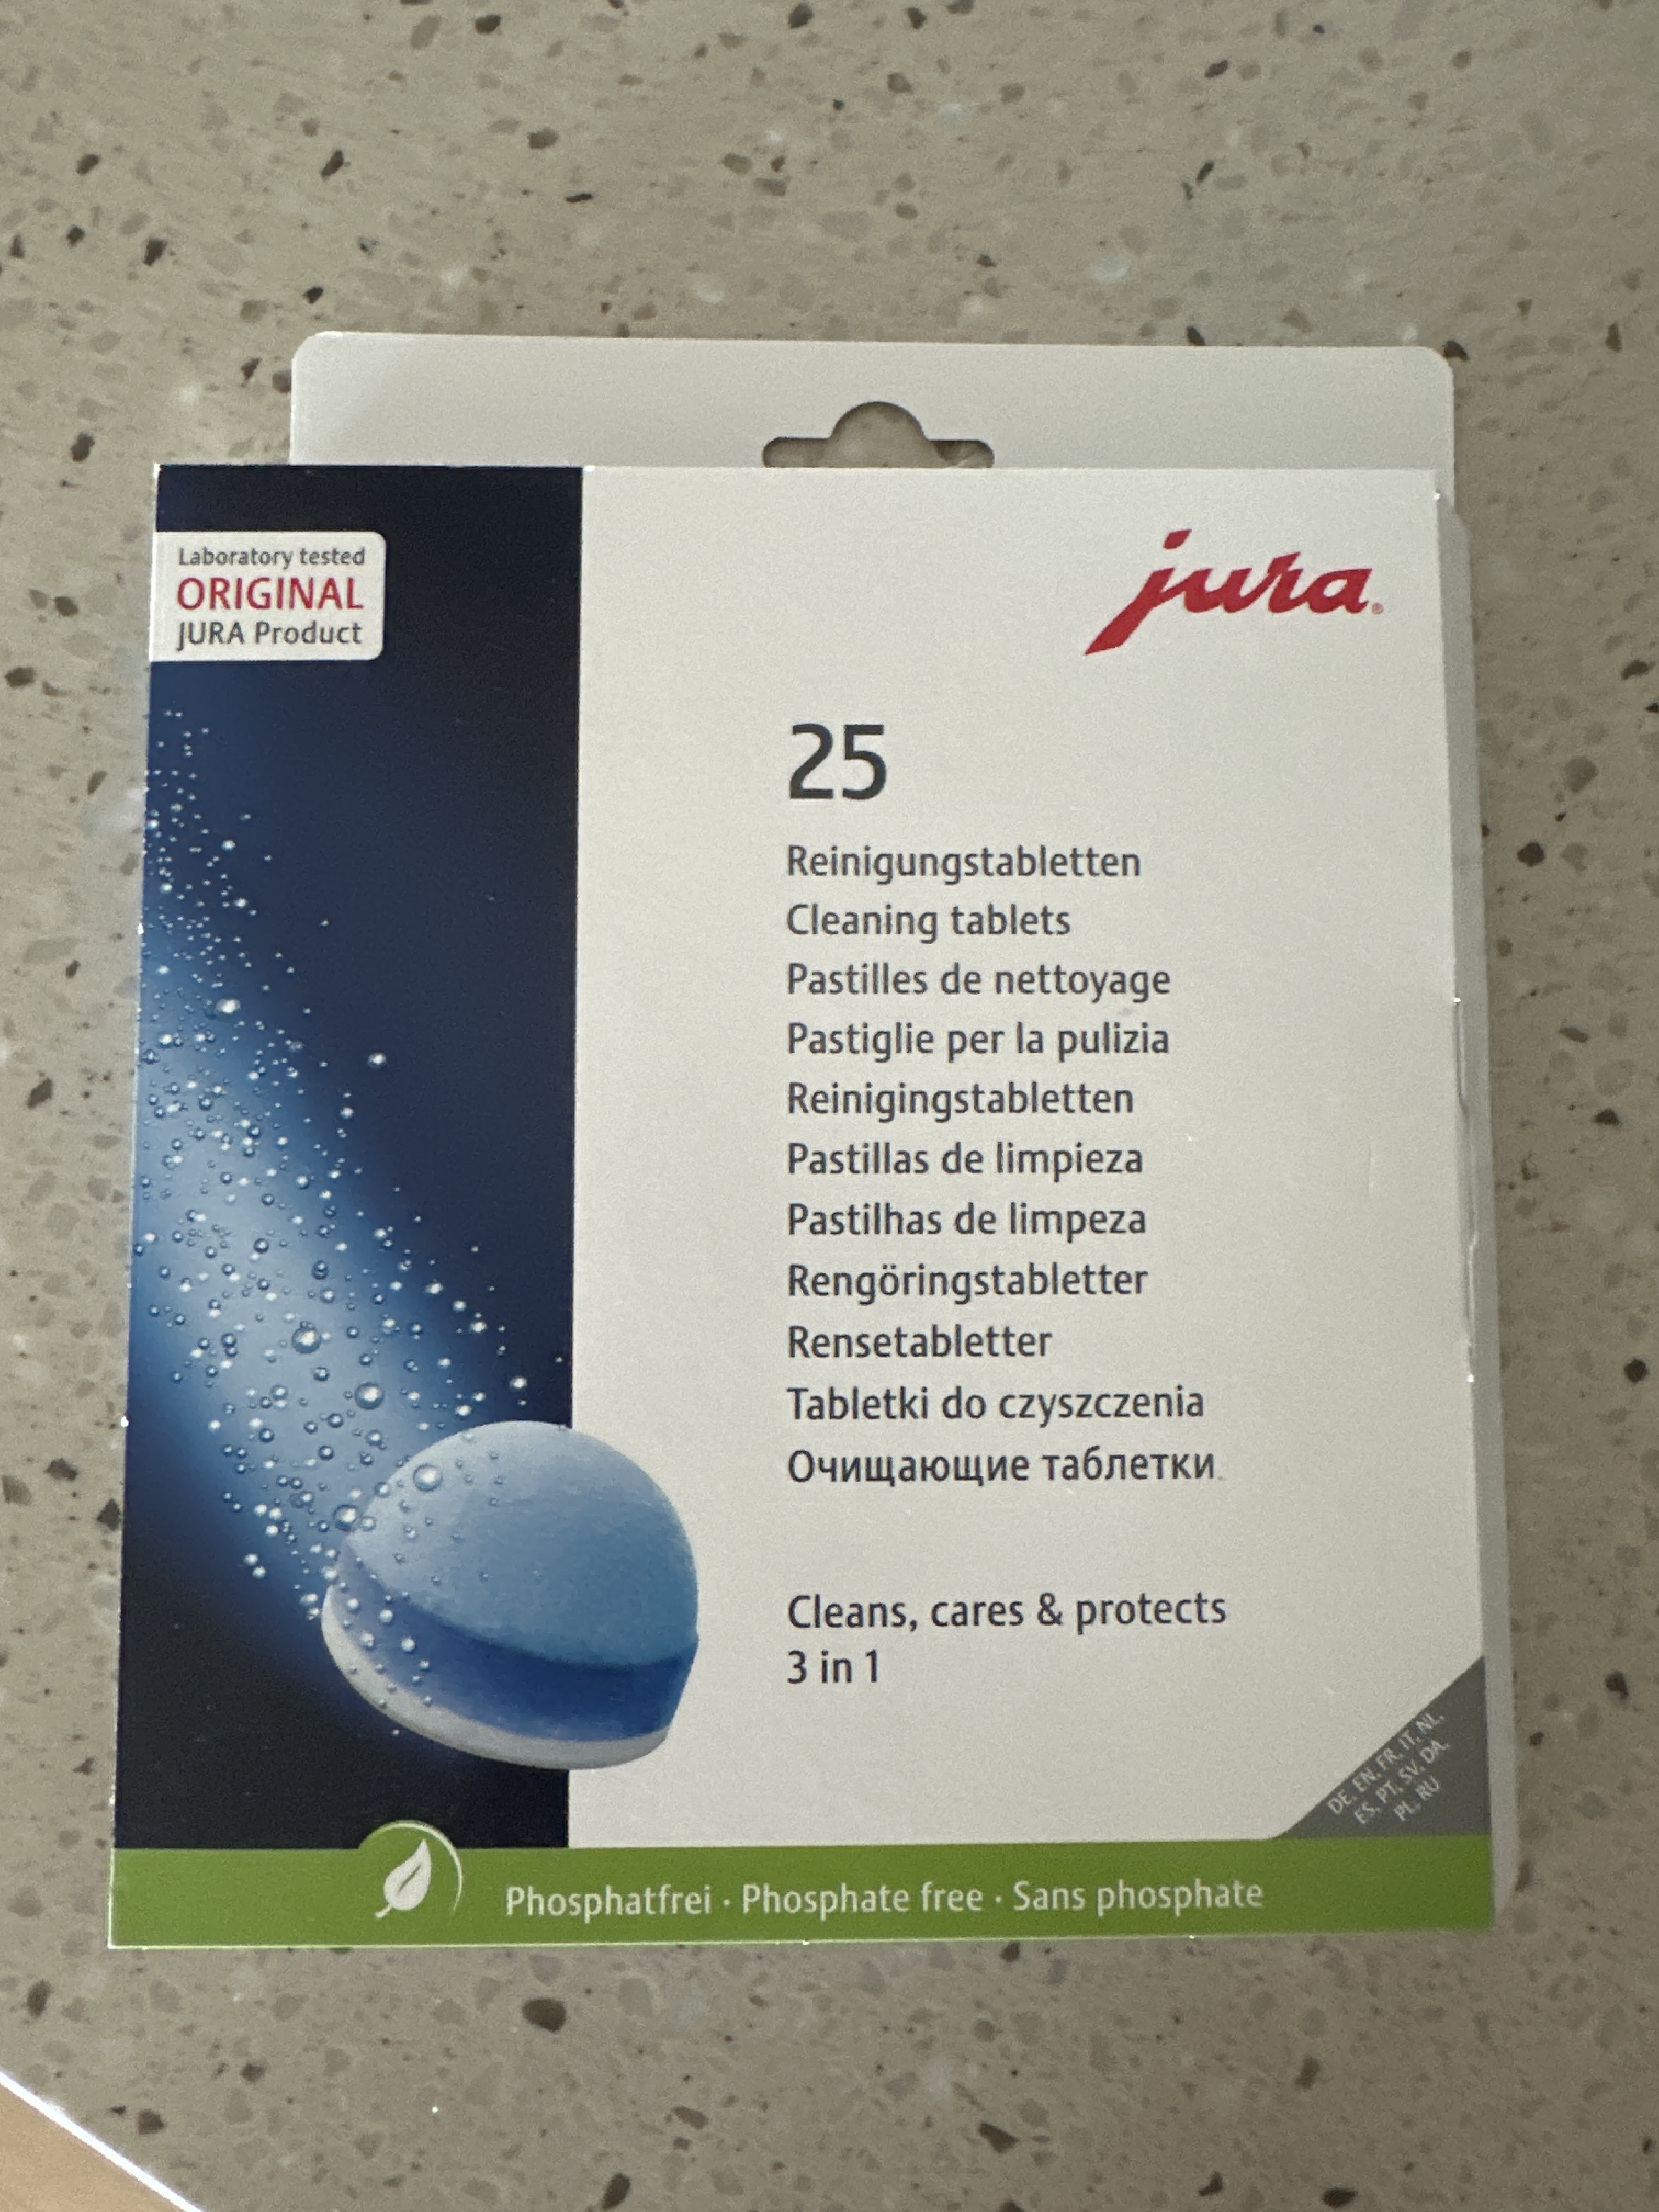 Laboratory tested
ORIGINAL
JURA Product
jura®
25
Reinigungstabletten
Cleaning tablets
Pastilles de nettoyage
Pastiglie per la pulizia
Reinigingstabletten
Pastillas de limpieza
Pastilhas de limpeza
Rengöringstabletter
Rensetabletter
Tabletki do czyszczenia
Очищающие таблетки
Cleans, cares & protects
3 in 1
DE, EN, FR, IT, NL,
ES, PT, SV, DA,
PL, RU
Phosphatfrei · Phosphate free · Sans phosphate